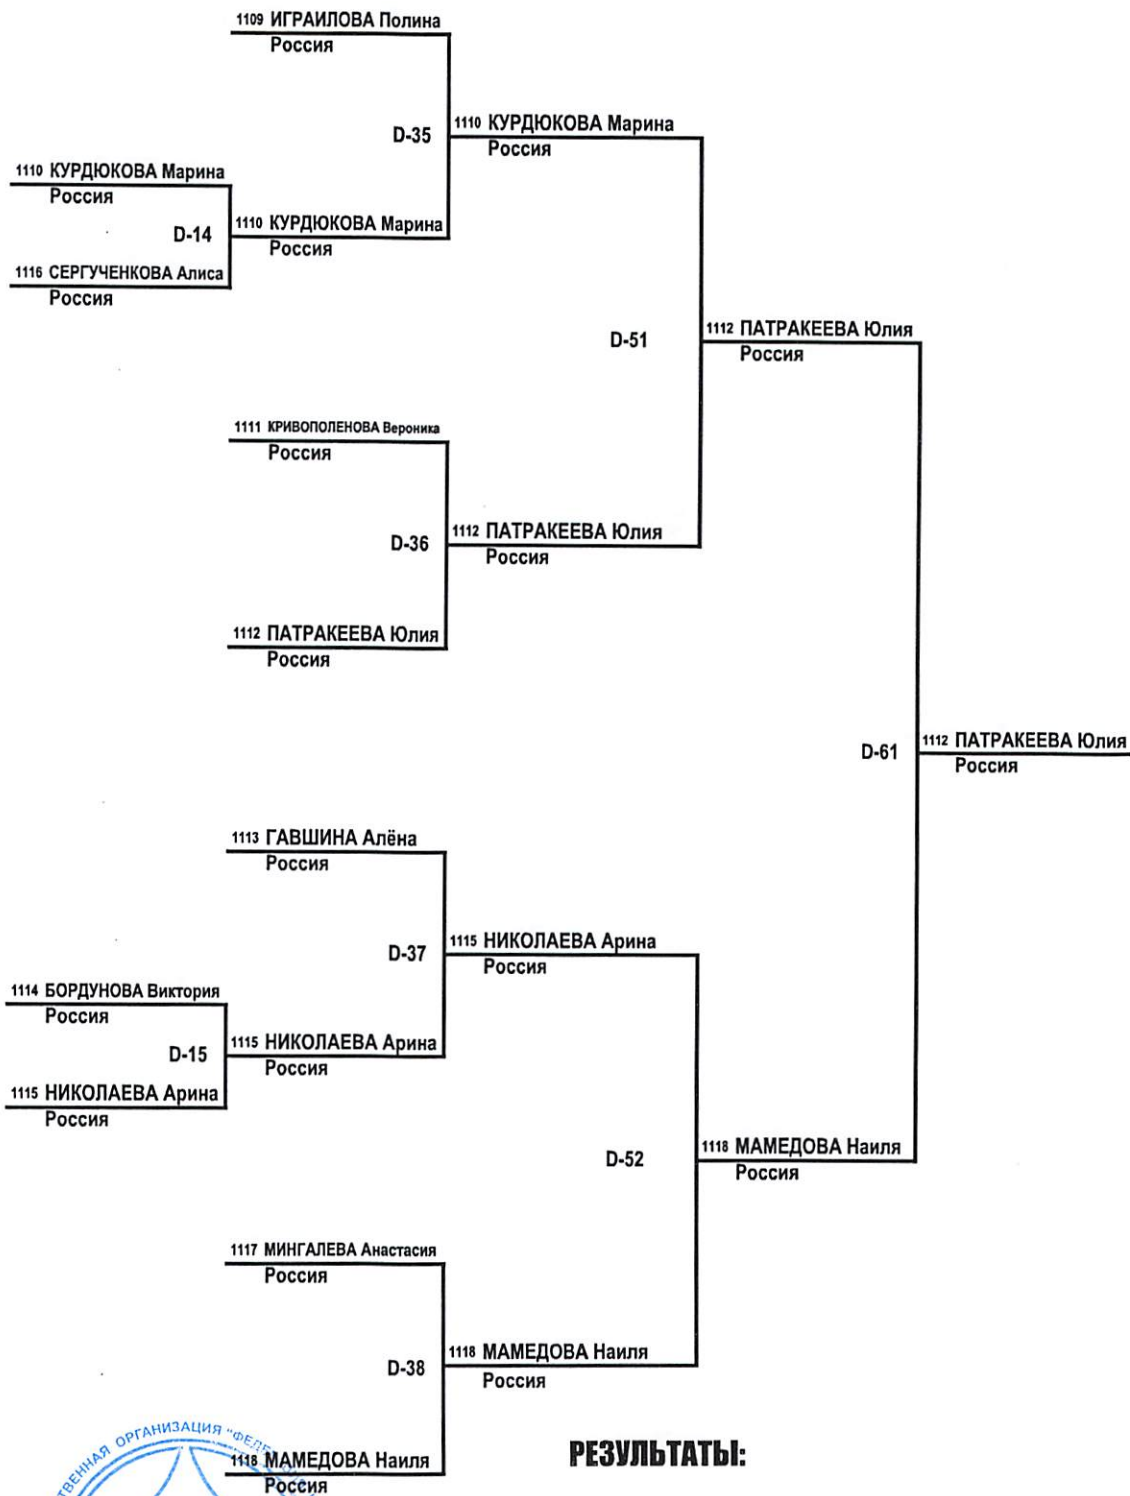 1109 ИГРАИЛОВА Полина
Россия
D-35
1110 КУРДЮКОВА Марина
Россия
1110 КУРДЮКОВА Марина
Россия
D-14
1110 КУРДЮКОВА Марина
Россия
1116 СЕРГУЧЕНКОВА Алиса
Россия
D-51
1112 ПАТРАКЕЕВА Юлия
Россия
1111 КРИВОПОЛЕНОВА Вероника
Россия
D-36
1112 ПАТРАКЕЕВА Юлия
Россия
1112 ПАТРАКЕЕВА Юлия
Россия
D-61
1112 ПАТРАКЕЕВА Юлия
Россия
1113 ГАВШИНА Алёна
Россия
D-37
1115 НИКОЛАЕВА Арина
Россия
1114 БОРДУНОВА Виктория
Россия
D-15
1115 НИКОЛАЕВА Арина
Россия
1115 НИКОЛАЕВА Арина
Россия
D-52
1118 МАМЕДОВА Наиля
Россия
1117 МИНГАЛЕВА Анастасия
Россия
D-38
1118 МАМЕДОВА Наиля
Россия
1118 МАМЕДОВА Наиля
Россия
ОРГАНИЗАЦИЯ
РЕЗУЛЬТАТЫ: